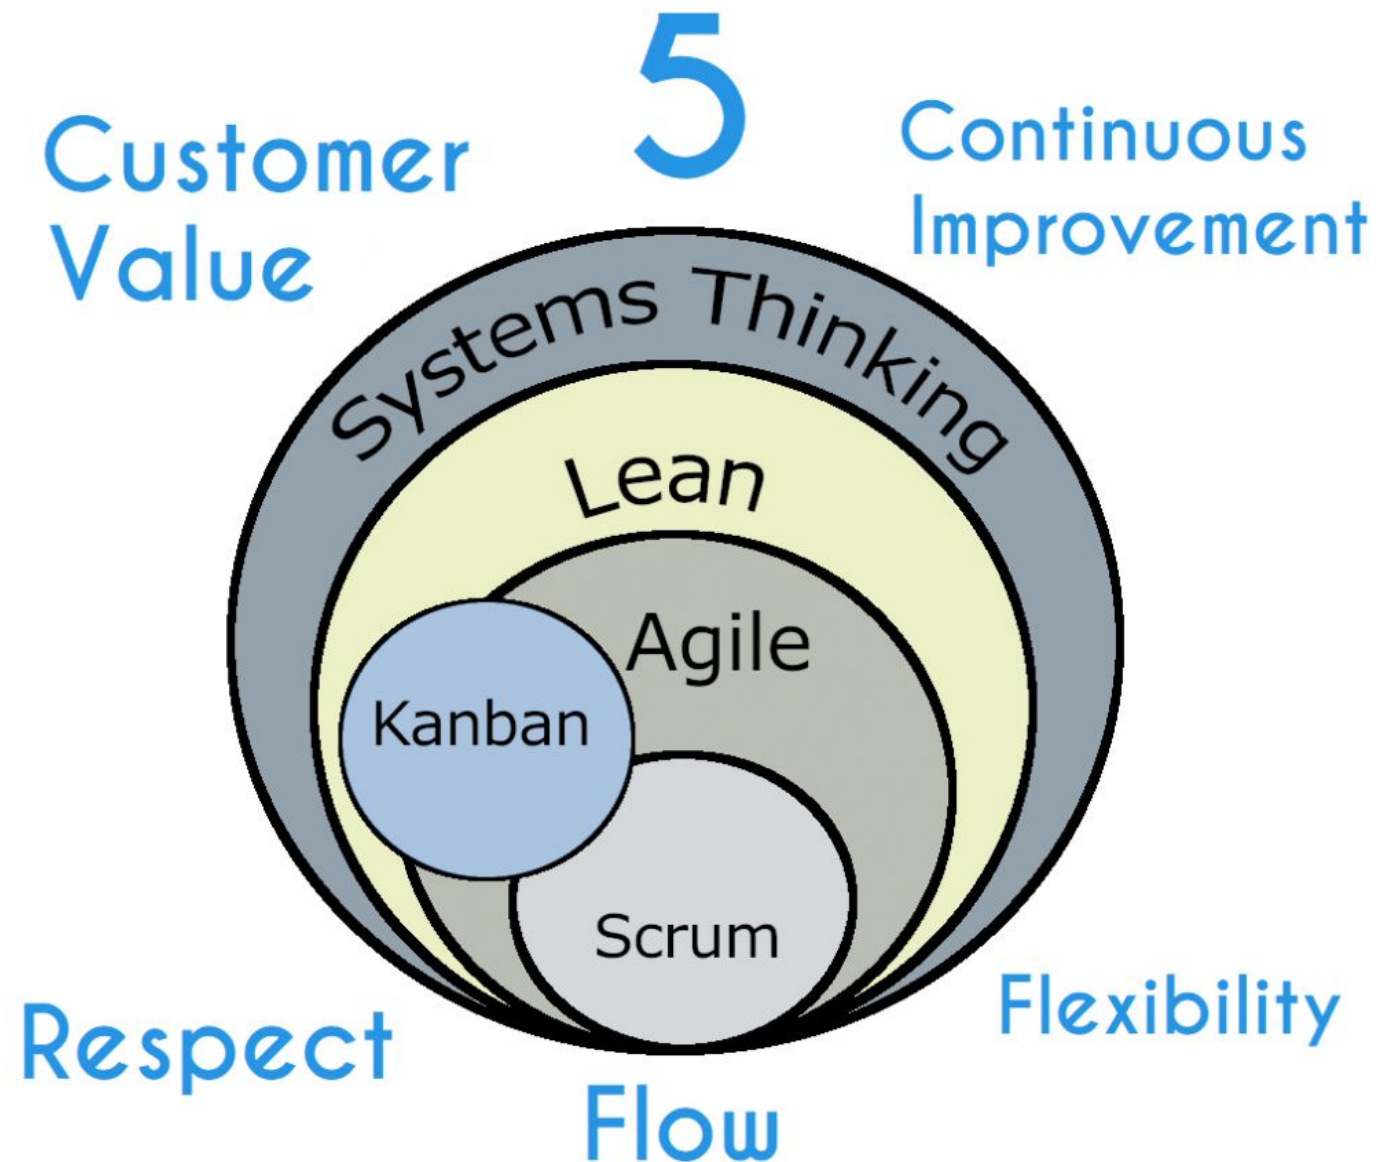 5
Customer
Value
Continuous
Improvement
Systems Thinking
Lean
Agile
Kanban
Scrum
Respect
Flexibility
Flow